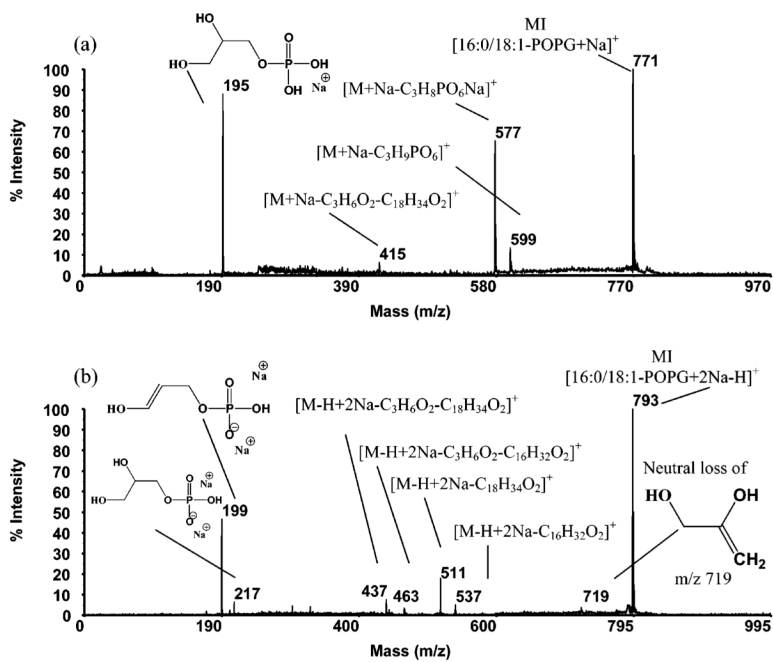 (a)
HO
HO
O
O
P
OH
OH
Na⊕
MI
[16:0/18:1-POPG+Na]+
771
195
[M+Na-C3H8PO6Na]+
577
[M+Na-C3H9PO6]+
599
[M+Na-C3H6O2-C18H34O2]+
415
% Intensity
100
90
80
70
60
50
40
30
20
10
0
0 190 390 580 770 970
Mass (m/z)
(b)
HO
O
O
P
OH
O⊖
Na⊕
Na⊕
HO
HO
O
O
P
OH
O⊖
Na⊕
Na⊕
MI
[16:0/18:1-POPG+2Na-H]+
793
[M-H+2Na-C3H6O2-C18H34O2]+
[M-H+2Na-C3H6O2-C16H32O2]+
[M-H+2Na-C18H34O2]+
[M-H+2Na-C16H32O2]+
Neutral loss of
HO
OH
CH2
m/z 719
199
217
437
463
511
537
719
% Intensity
100
90
80
70
60
50
40
30
20
10
0
0 190 400 600 795 995
Mass (m/z)